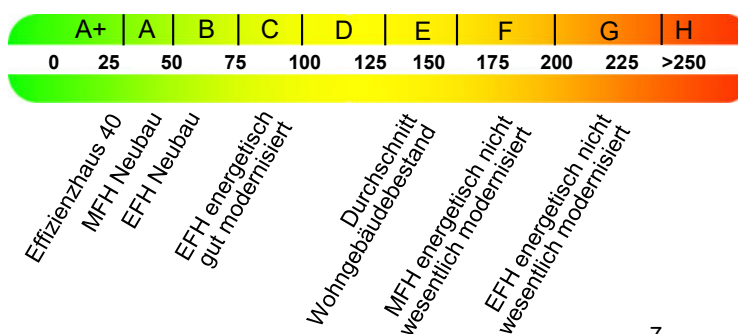 A+ A B C D E F G H
0 25 50 75 100 125 150 175 200 225 >250
Effizienzhaus 40
MFH Neubau
EFH Neubau
EFH energetisch
gut modernisiert
Durchschnitt
Wohngebäudebestand
MFH energetisch nicht
wesentlich modernisiert
EFH energetisch nicht
wesentlich modernisiert
7